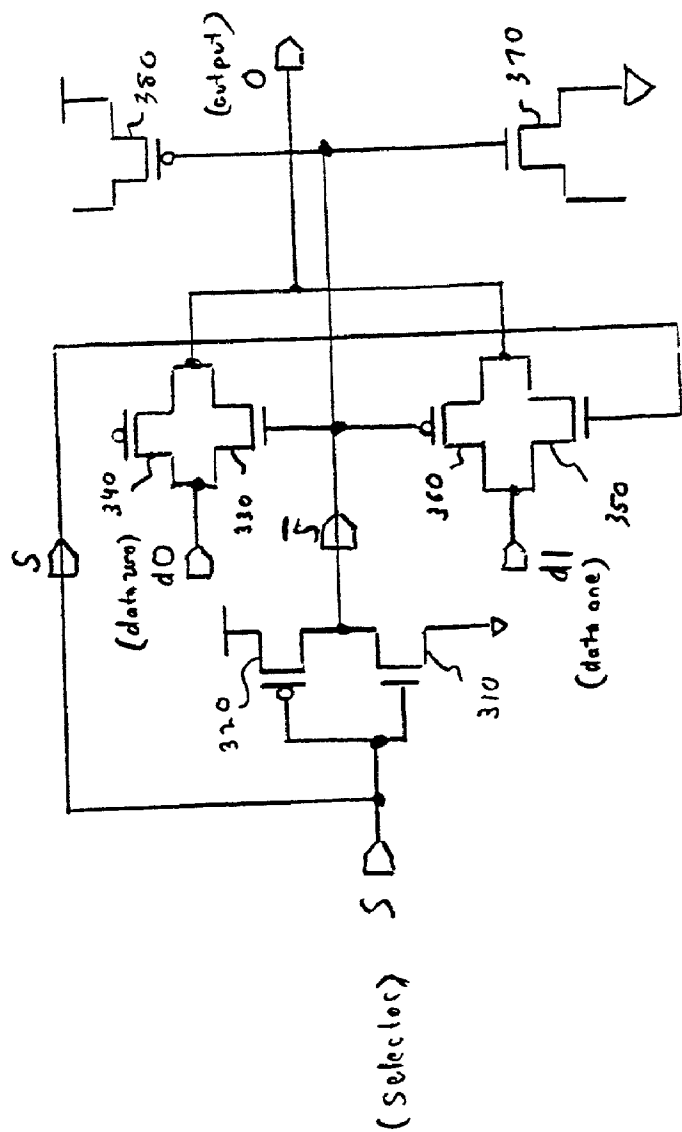 S
(data zero)
d0
340
330
380
(output)
O
320
S̄
(selector)
S
310
360
350
d1
(data one)
370